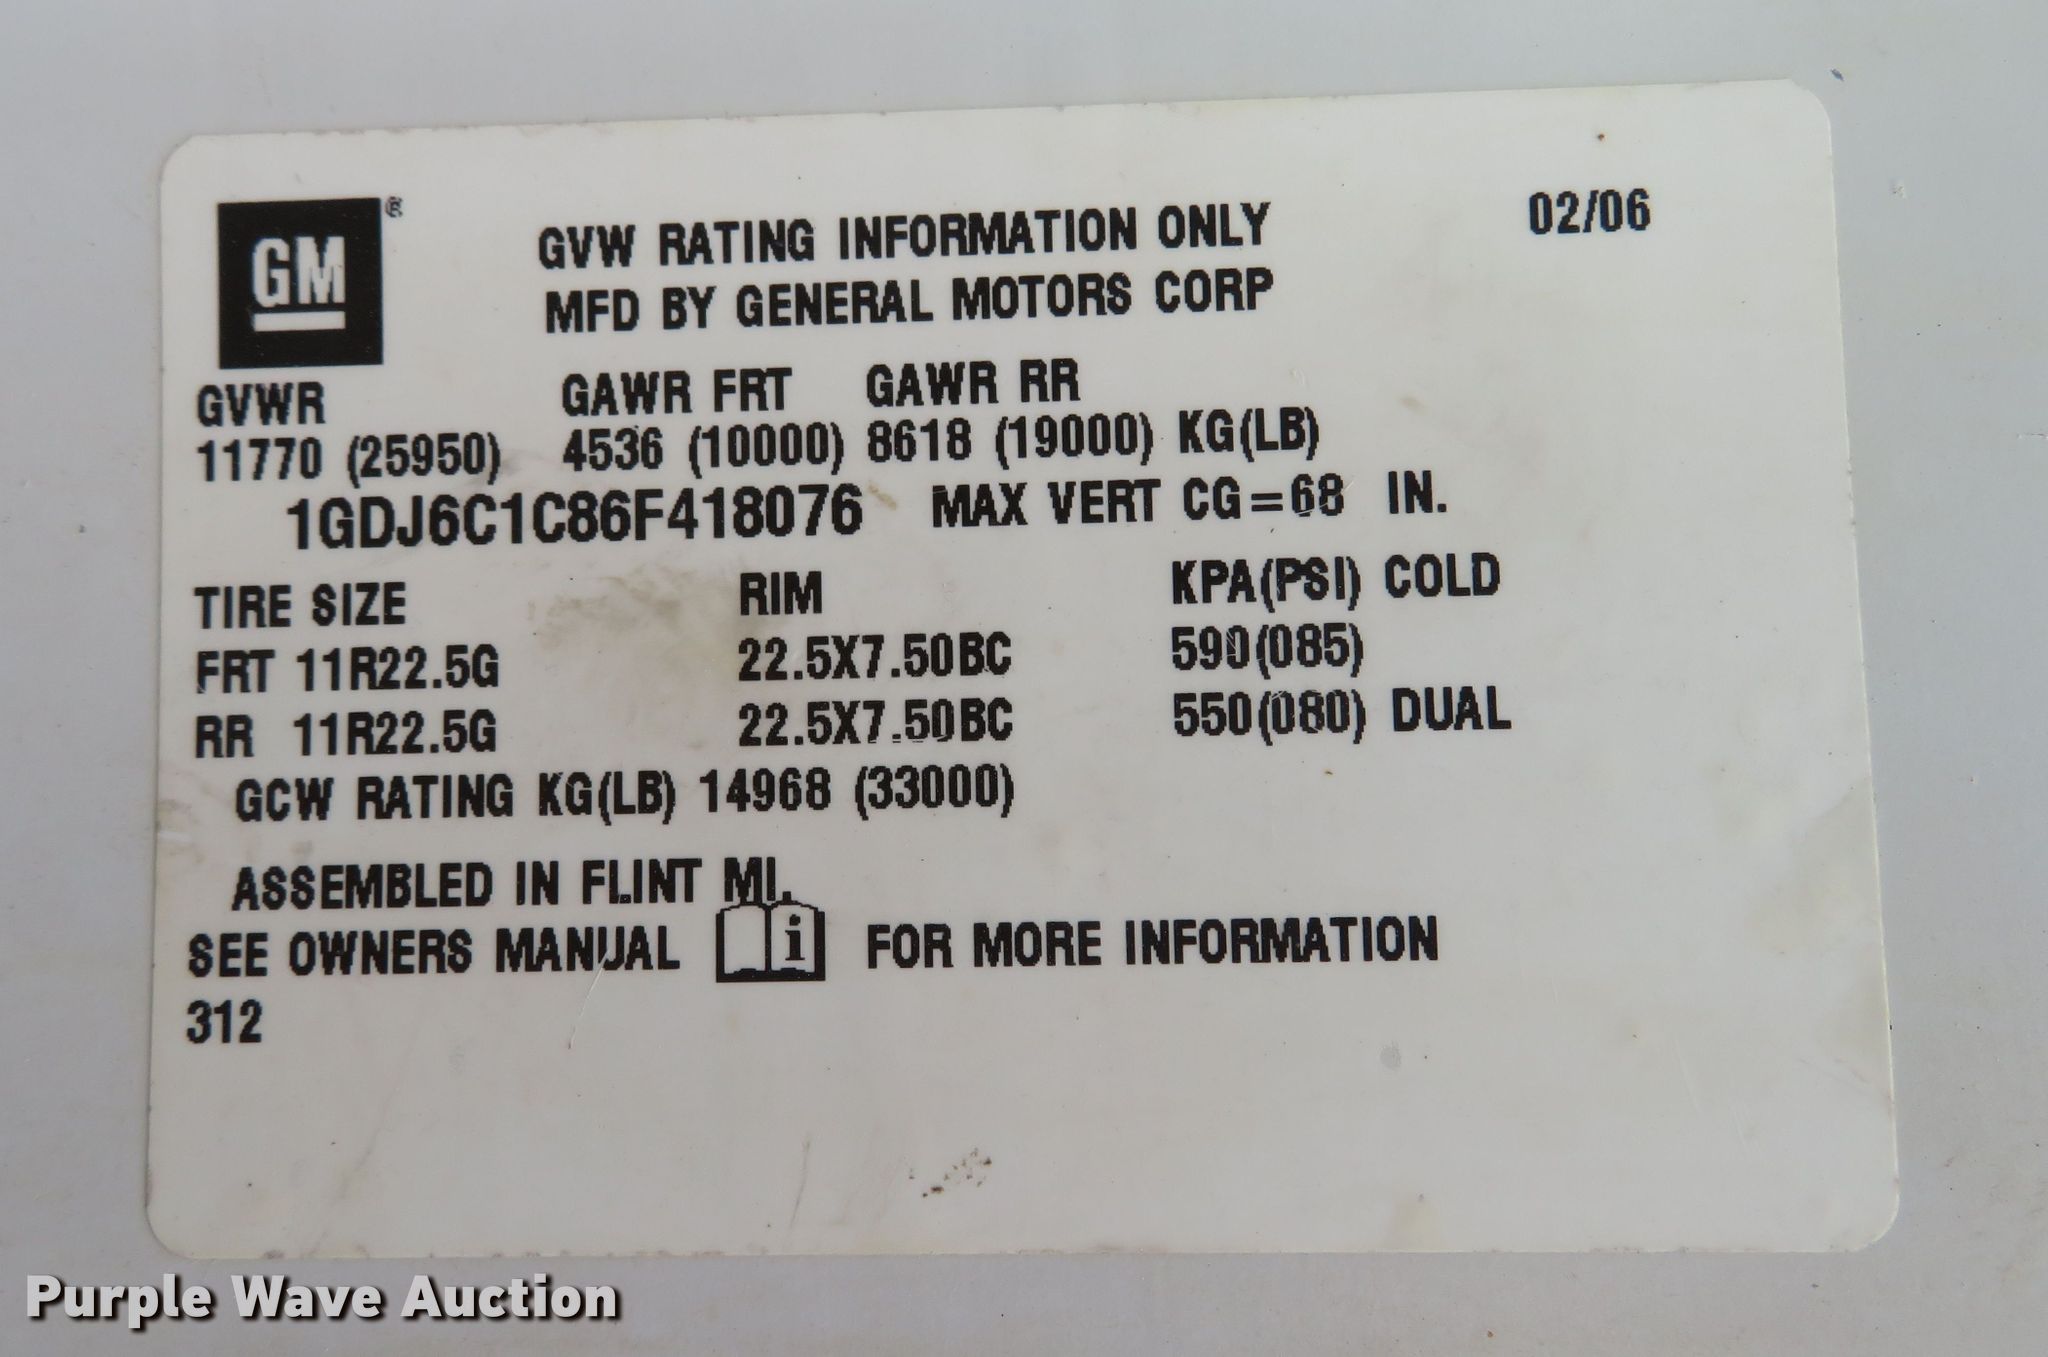 GM®
GVW RATING INFORMATION ONLY 02/06
MFD BY GENERAL MOTORS CORP
GVWR GAWR FRT GAWR RR
11770 (25950) 4536 (10000) 8618 (19000) KG(LB)
1GDJ6C1C86F418076 MAX VERT CG=68 IN.
TIRE SIZE RIM KPA(PSI) COLD
FRT 11R22.5G 22.5X7.50BC 590(085)
RR 11R22.5G 22.5X7.50BC 550(080) DUAL
GCW RATING KG(LB) 14968 (33000)
ASSEMBLED IN FLINT MI.
SEE OWNERS MANUAL i FOR MORE INFORMATION
312
Purple Wave Auction